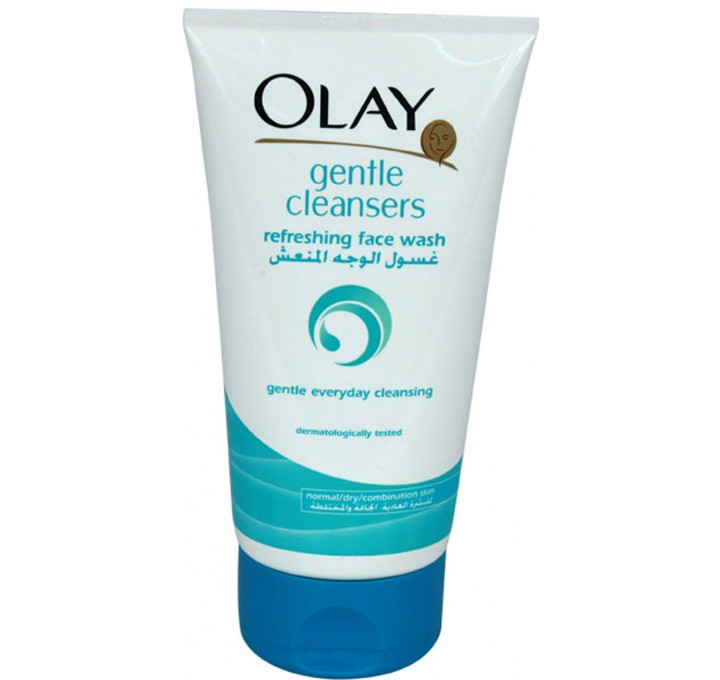 OLAY
gentle
cleansers
refreshing face wash
غسول الوجه المنعش
gentle everyday cleansing
dermatologically tested
normal/dry/combination skin
للبشرة العادية، الجافة والمختلطة